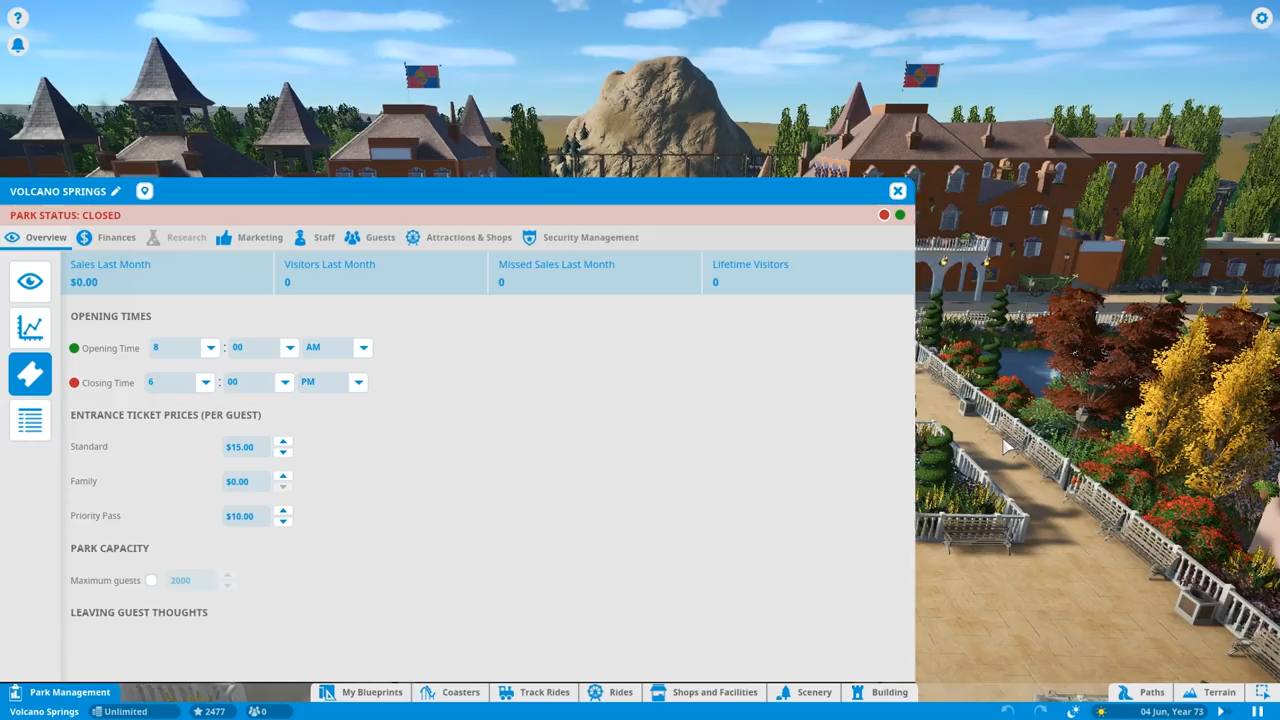 ?
VOLCANO SPRINGS
PARK STATUS: CLOSED
Overview Finances Research Marketing Staff Guests Attractions & Shops Security Management
Sales Last Month Visitors Last Month Missed Sales Last Month Lifetime Visitors
$0.00 0 0 0
OPENING TIMES
Opening Time 8 : 00 AM
Closing Time 6 : 00 PM
ENTRANCE TICKET PRICES (PER GUEST)
Standard $15.00
Family $0.00
Priority Pass $10.00
PARK CAPACITY
Maximum guests 2000
LEAVING GUEST THOUGHTS
Park Management My Blueprints Coasters Track Rides Rides Shops and Facilities Scenery Building Paths Terrain
Volcano Springs Unlimited 2477 0 04 Jun, Year 73